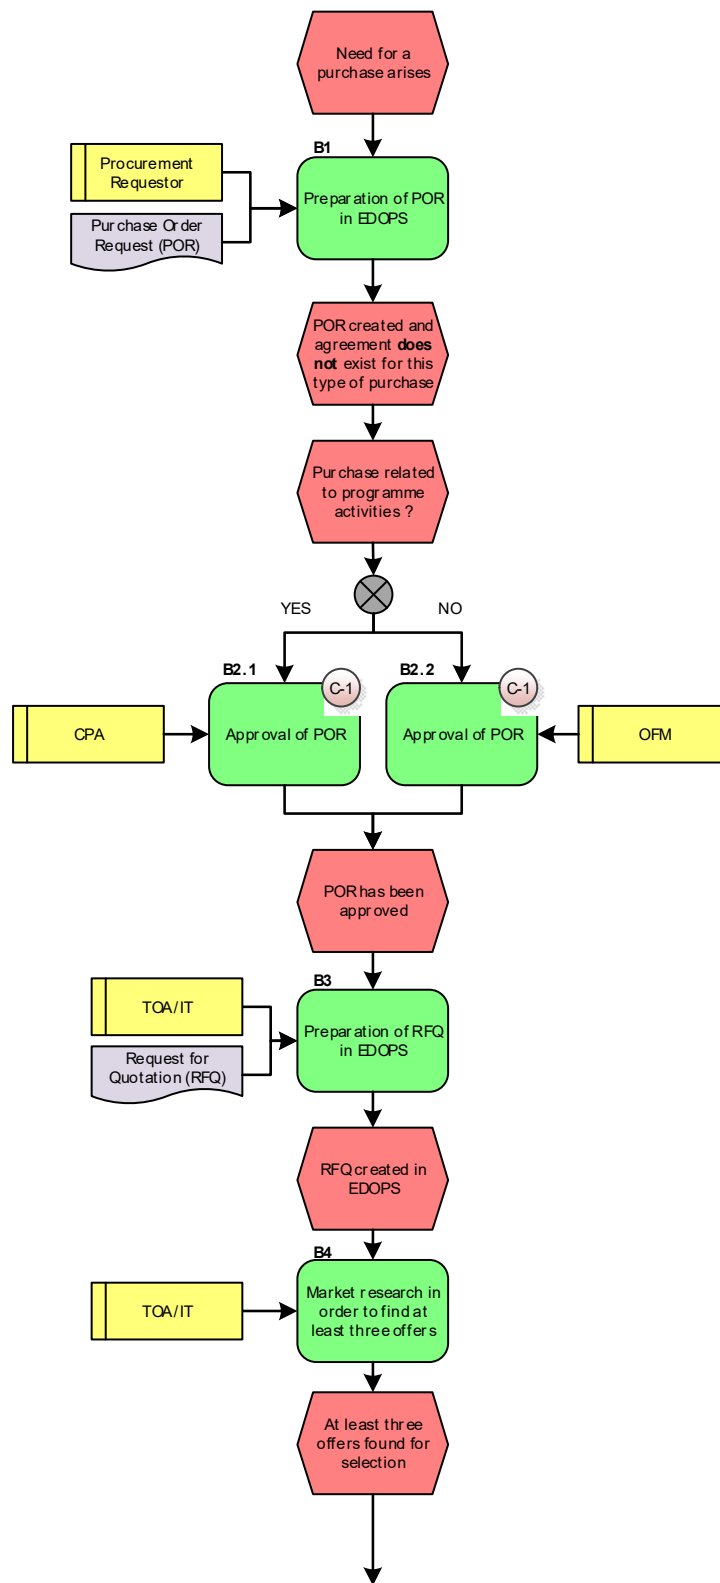 Need for a
purchase arises
B1
Procurement
Requestor
Preparation of POR
in EDOPS
Purchase Order
Request (POR)
POR created and
agreement does
not exist for this
type of purchase
Purchase related
to programme
activities ?
YES
NO
B2.1
C-1
B2.2
C-1
CPA
Approval of POR
Approval of POR
OFM
POR has been
approved
B3
TOA/IT
Preparation of RFQ
in EDOPS
Request for
Quotation (RFQ)
RFQ created in
EDOPS
B4
TOA/IT
Market research in
order to find at
least three offers
At least three
offers found for
selection